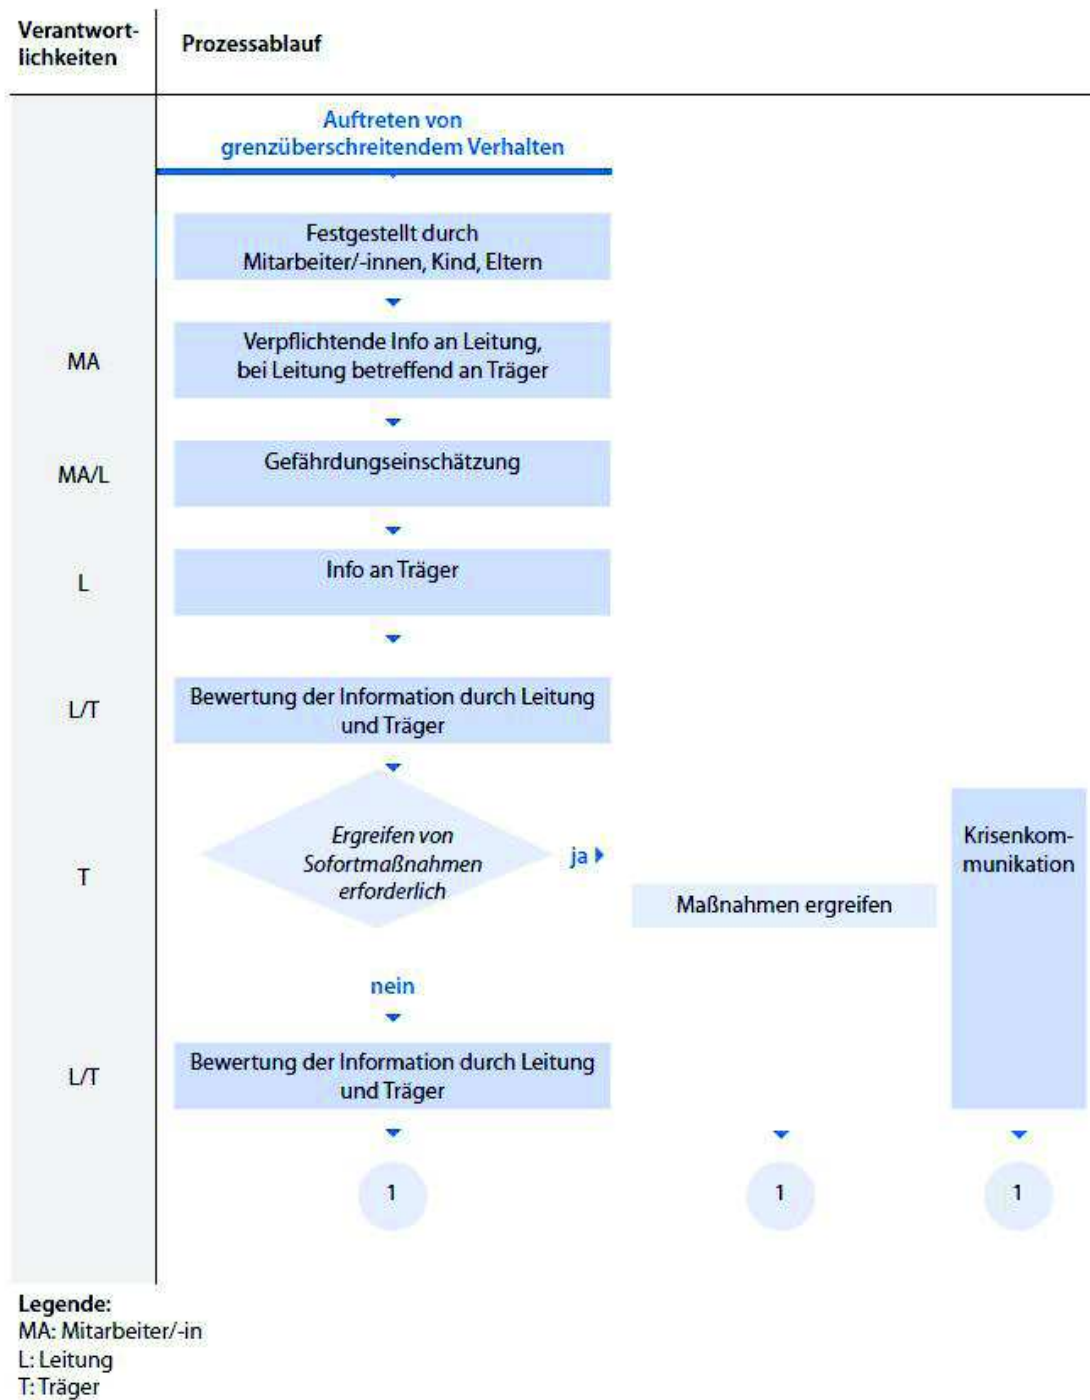 Verantwort-
lichkeiten
Prozessablauf
Auftreten von
grenzüberschreitendem Verhalten
Festgestellt durch
Mitarbeiter/-innen, Kind, Eltern
MA
Verpflichtende Info an Leitung,
bei Leitung betreffend an Träger
MA/L
Gefährdungseinschätzung
L
Info an Träger
L/T
Bewertung der Information durch Leitung
und Träger
T
Ergreifen von
Sofortmaßnahmen
erforderlich
ja
Maßnahmen ergreifen
Krisenkom-
munikation
nein
L/T
Bewertung der Information durch Leitung
und Träger
1
1
1
Legende:
MA: Mitarbeiter/-in
L: Leitung
T: Träger